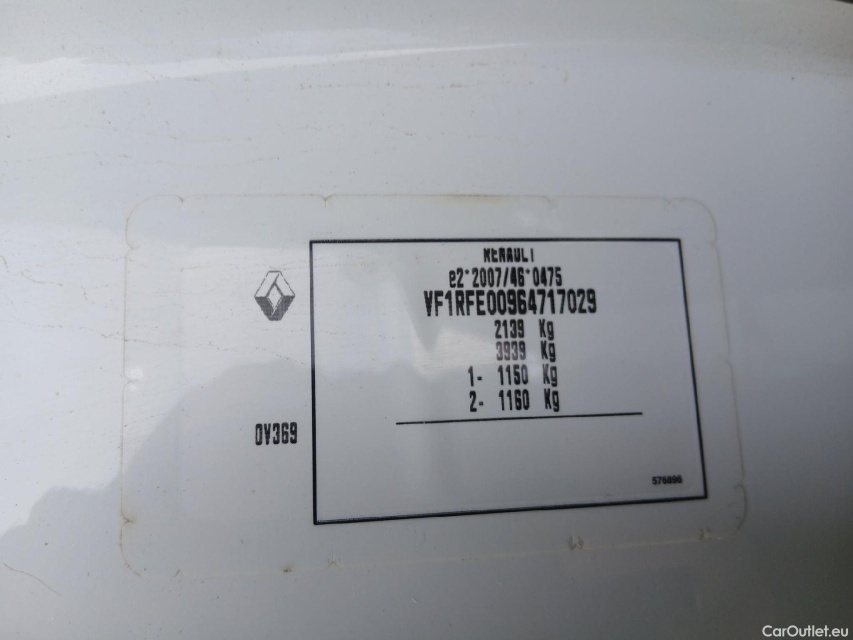 RENAULT
e2*2007/46*0475
VF1RFE00964717029
2139 Kg
3939 Kg
1- 1150 Kg
2- 1160 Kg
0V369
576896
CarOutlet.eu